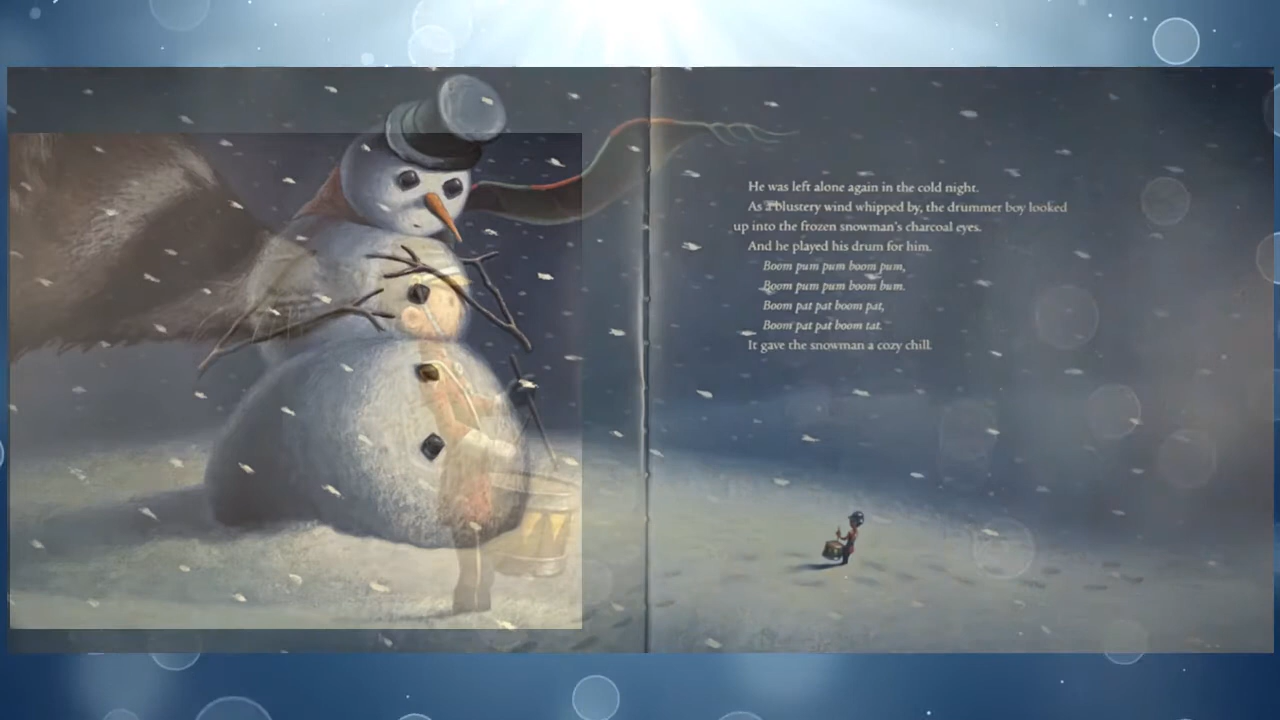 He was left alone again in the cold night.
As a blustery wind whipped by, the drummer boy looked
up into the frozen snowman's charcoal eyes.
And he played his drum for him.
Boom pum pum boom pum,
Boom pum pum boom bum.
Boom pat pat boom pat,
Boom pat pat boom tat.
It gave the snowman a cozy chill.